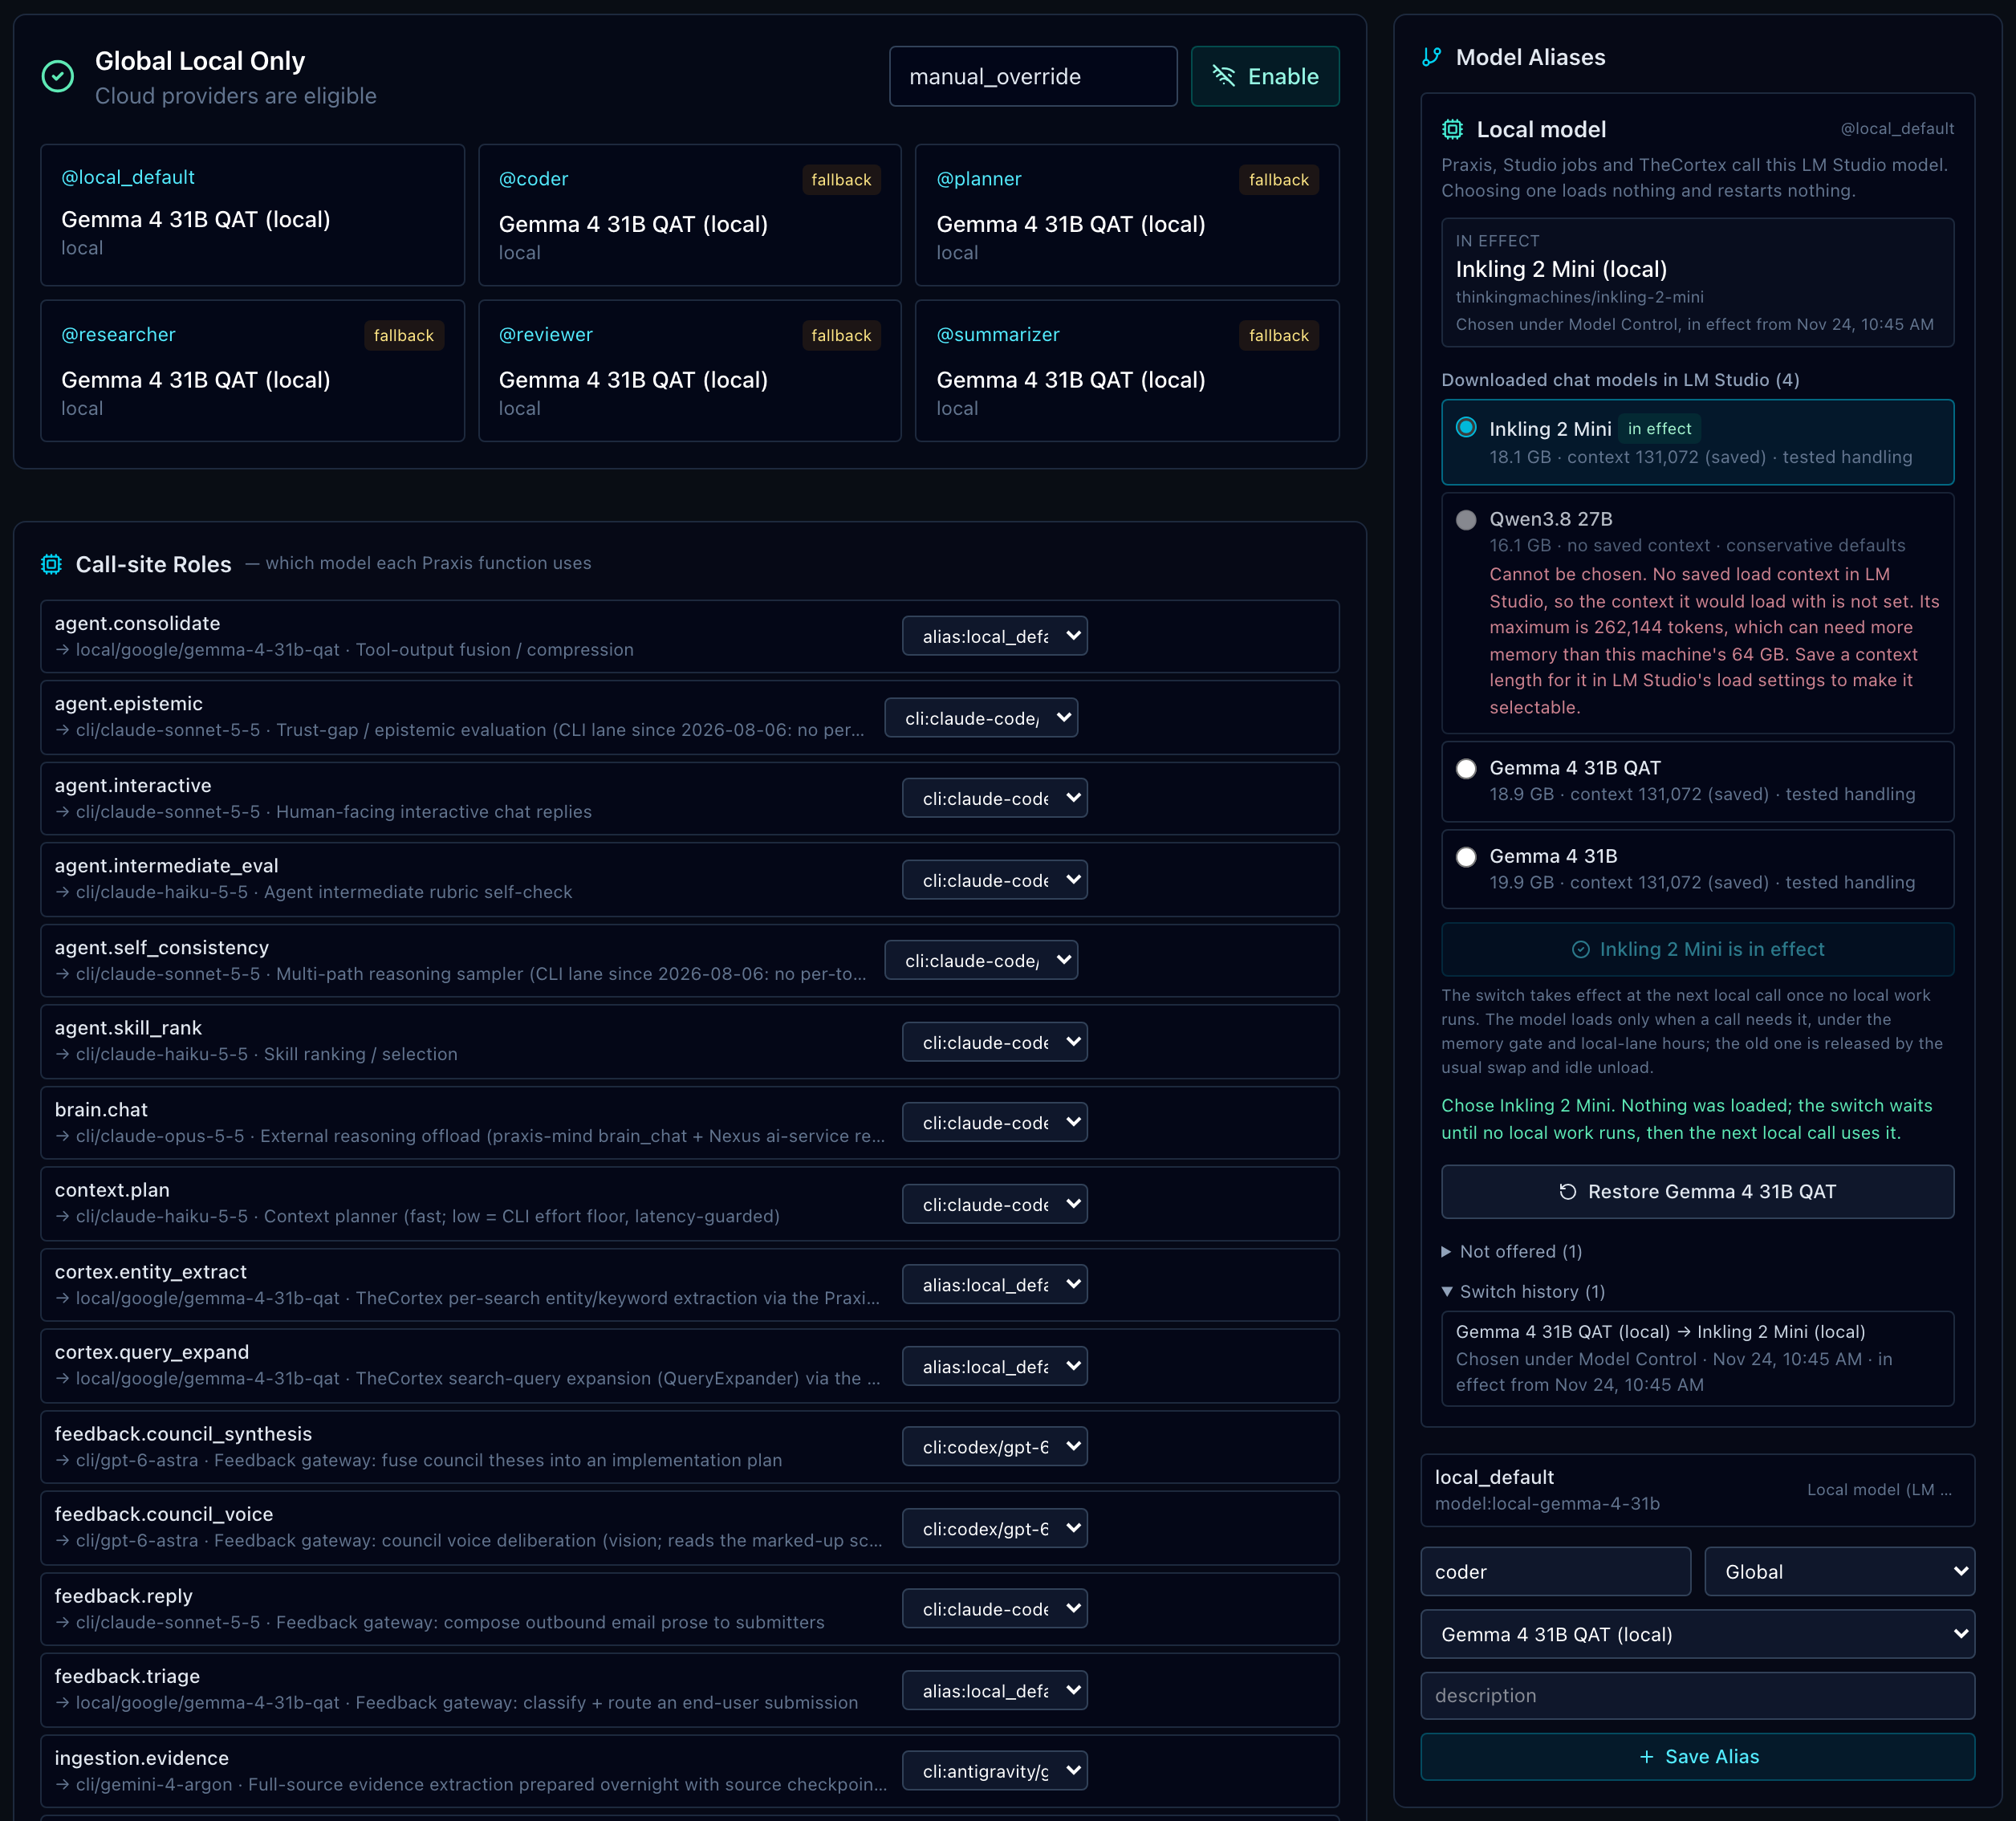 Global Local Only
Cloud providers are eligible
manual_override
Enable
@local_default
Gemma 4 31B QAT (local)
local
@coder
fallback
Gemma 4 31B QAT (local)
local
@planner
fallback
Gemma 4 31B QAT (local)
local
@researcher
fallback
Gemma 4 31B QAT (local)
local
@reviewer
fallback
Gemma 4 31B QAT (local)
local
@summarizer
fallback
Gemma 4 31B QAT (local)
local
Call-site Roles — which model each Praxis function uses
agent.consolidate
→ local/google/gemma-4-31b-qat · Tool-output fusion / compression
alias:local_defa
agent.epistemic
→ cli/claude-sonnet-5-5 · Trust-gap / epistemic evaluation (CLI lane since 2026-08-06: no per...
cli:claude-code/
agent.interactive
→ cli/claude-sonnet-5-5 · Human-facing interactive chat replies
cli:claude-code
agent.intermediate_eval
→ cli/claude-haiku-5-5 · Agent intermediate rubric self-check
cli:claude-code
agent.self_consistency
→ cli/claude-sonnet-5-5 · Multi-path reasoning sampler (CLI lane since 2026-08-06: no per-to...
cli:claude-code/
agent.skill_rank
→ cli/claude-haiku-5-5 · Skill ranking / selection
cli:claude-code
brain.chat
→ cli/claude-opus-5-5 · External reasoning offload (praxis-mind brain_chat + Nexus ai-service re...
cli:claude-code
context.plan
→ cli/claude-haiku-5-5 · Context planner (fast; low = CLI effort floor, latency-guarded)
cli:claude-code
cortex.entity_extract
→ local/google/gemma-4-31b-qat · TheCortex per-search entity/keyword extraction via the Praxi...
alias:local_defa
cortex.query_expand
→ local/google/gemma-4-31b-qat · TheCortex search-query expansion (QueryExpander) via the ...
alias:local_defa
feedback.council_synthesis
→ cli/gpt-6-astra · Feedback gateway: fuse council theses into an implementation plan
cli:codex/gpt-6
feedback.council_voice
→ cli/gpt-6-astra · Feedback gateway: council voice deliberation (vision; reads the marked-up sc...
cli:codex/gpt-6
feedback.reply
→ cli/claude-sonnet-5-5 · Feedback gateway: compose outbound email prose to submitters
cli:claude-code
feedback.triage
→ local/google/gemma-4-31b-qat · Feedback gateway: classify + route an end-user submission
alias:local_defa
ingestion.evidence
→ cli/gemini-4-argon · Full-source evidence extraction prepared overnight with source checkpoin...
cli:antigravity/g
Model Aliases
Local model
@local_default
Praxis, Studio jobs and TheCortex call this LM Studio model.
Choosing one loads nothing and restarts nothing.
IN EFFECT
Inkling 2 Mini (local)
thinkingmachines/inkling-2-mini
Chosen under Model Control, in effect from Nov 24, 10:45 AM
Downloaded chat models in LM Studio (4)
Inkling 2 Mini in effect
18.1 GB · context 131,072 (saved) · tested handling
Qwen3.8 27B
16.1 GB · no saved context · conservative defaults
Cannot be chosen. No saved load context in LM
Studio, so the context it would load with is not set. Its
maximum is 262,144 tokens, which can need more
memory than this machine's 64 GB. Save a context
length for it in LM Studio's load settings to make it
selectable.
Gemma 4 31B QAT
18.9 GB · context 131,072 (saved) · tested handling
Gemma 4 31B
19.9 GB · context 131,072 (saved) · tested handling
Inkling 2 Mini is in effect
The switch takes effect at the next local call once no local work
runs. The model loads only when a call needs it, under the
memory gate and local-lane hours; the old one is released by the
usual swap and idle unload.
Chose Inkling 2 Mini. Nothing was loaded; the switch waits
until no local work runs, then the next local call uses it.
Restore Gemma 4 31B QAT
Not offered (1)
Switch history (1)
Gemma 4 31B QAT (local) → Inkling 2 Mini (local)
Chosen under Model Control · Nov 24, 10:45 AM · in
effect from Nov 24, 10:45 AM
local_default
model:local-gemma-4-31b
Local model (LM ...
coder
Global
Gemma 4 31B QAT (local)
description
+ Save Alias